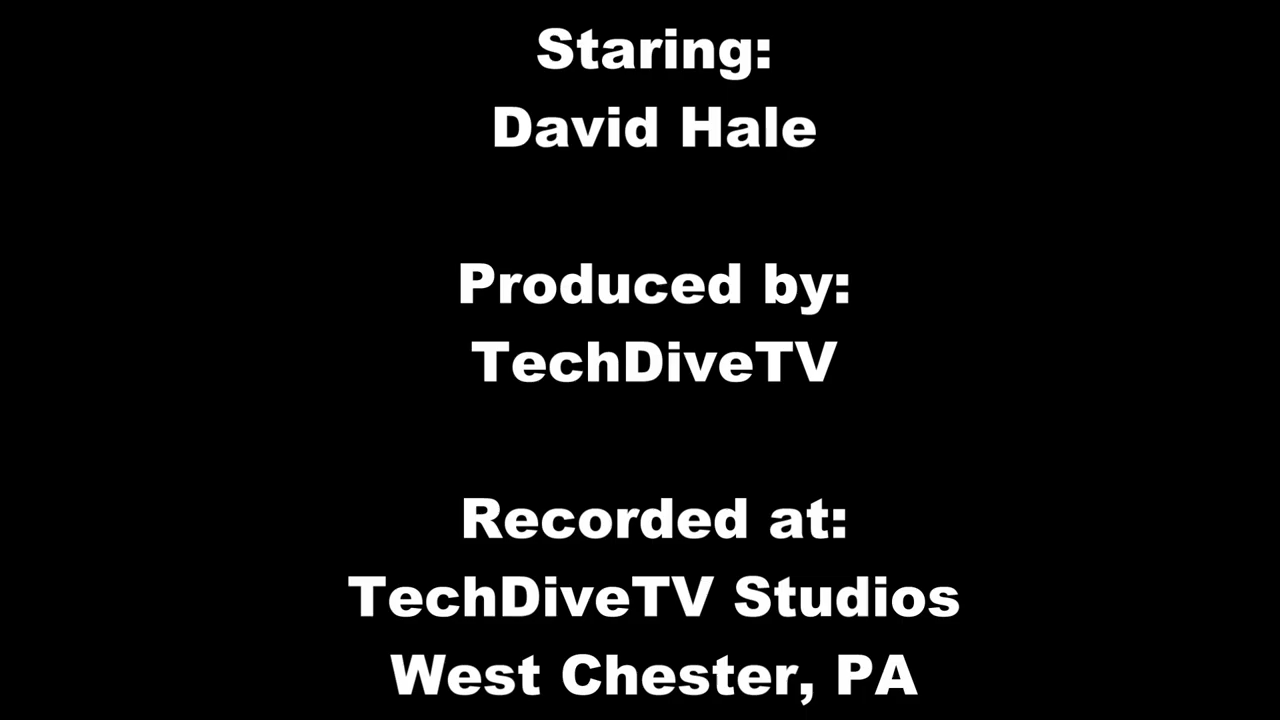 Staring:
David Hale
Produced by:
TechDiveTV
Recorded at:
TechDiveTV Studios
West Chester, PA